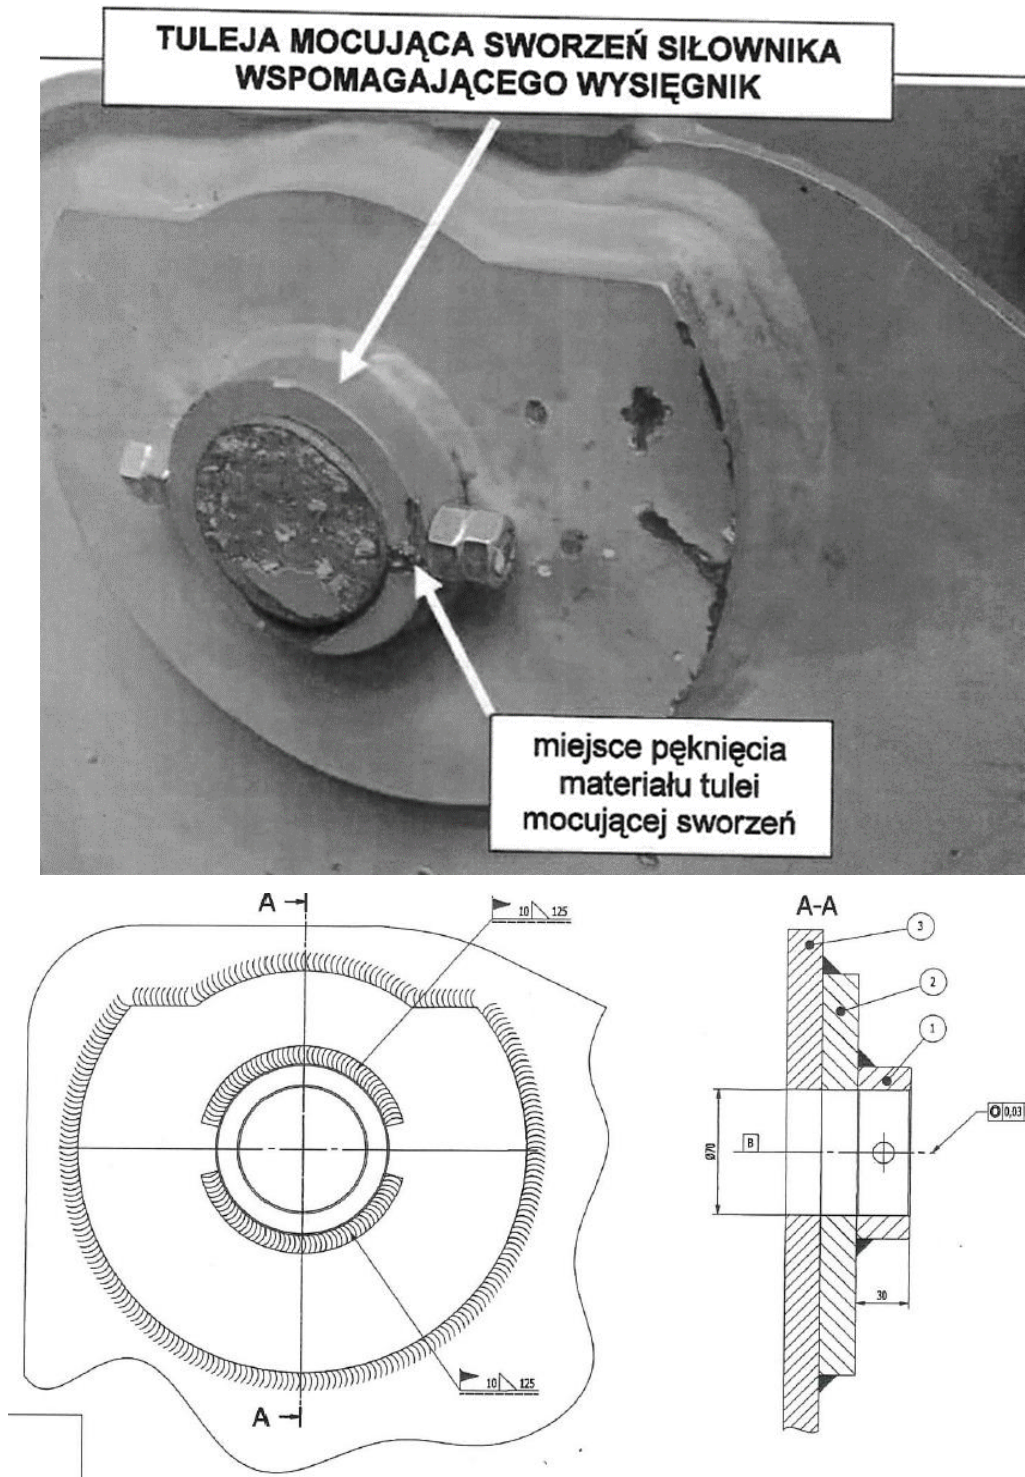 TULEJA MOCUJĄCA SWORZEŃ SIŁOWNIKA
WSPOMAGAJĄCEGO WYSIĘGNIK
miejsce pęknięcia
materiału tulei
mocującej sworzeń
A
10 125
A-A
3
2
1
0,03
B
Ø70
30
10 125
A